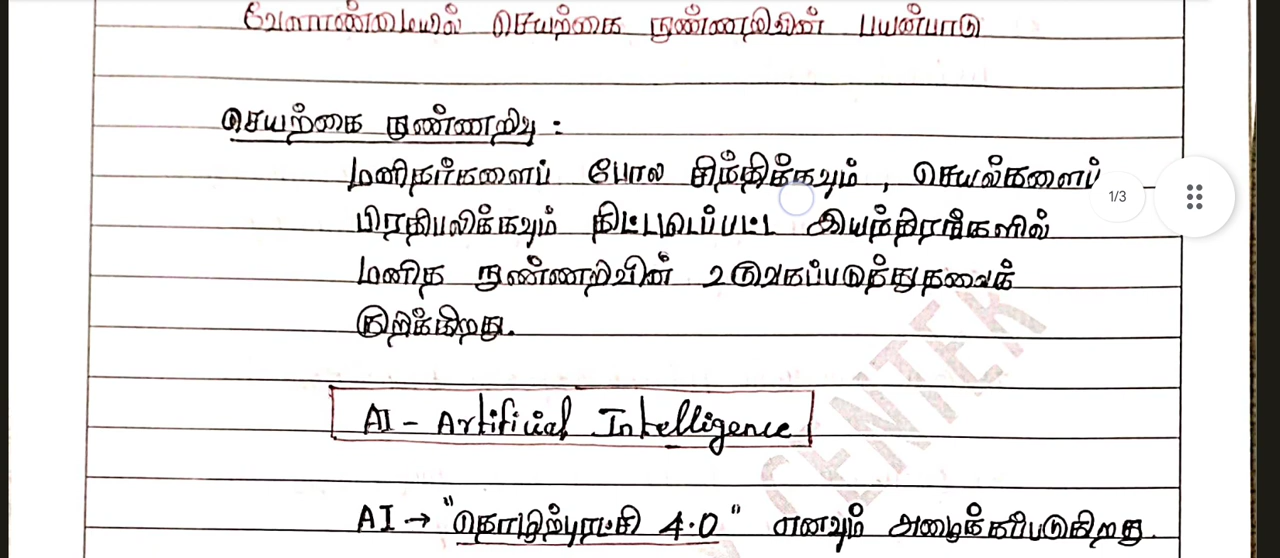 வேளாண்மையில் செயற்கை நுண்ணறிவின் பயன்பாடு
செயற்கை நுண்ணறிவு :
மனிதர்களைப் போல சிந்திக்கவும் , செயல்களைப்
1/3
பிரதிபலிக்கவும் திட்டமிடப்பட்ட இயந்திரங்களில்
மனித நுண்ணறிவின் உருவகப்படுத்துதலைக்
குறிக்கிறது.
CENTER
AI - Artificial Intelligence
AI → "தொழிற்புரட்சி 4.0" எனவும் அழைக்கப்படுகிறது.